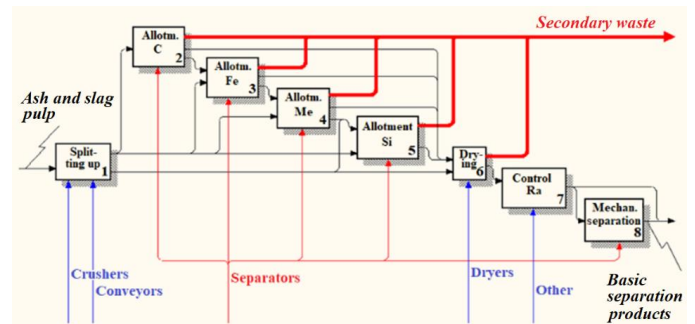 Secondary waste
Allotm.
C
2
Allotm.
Fe
3
Ash and slag
pulp
Allotm.
Me
4
Allotment
Si
5
Split-
ting up
1
Dry-
ing
6
Control
Ra
7
Mechan.
separation
8
Crushers
Conveyors
Separators
Dryers
Other
Basic
separation
products